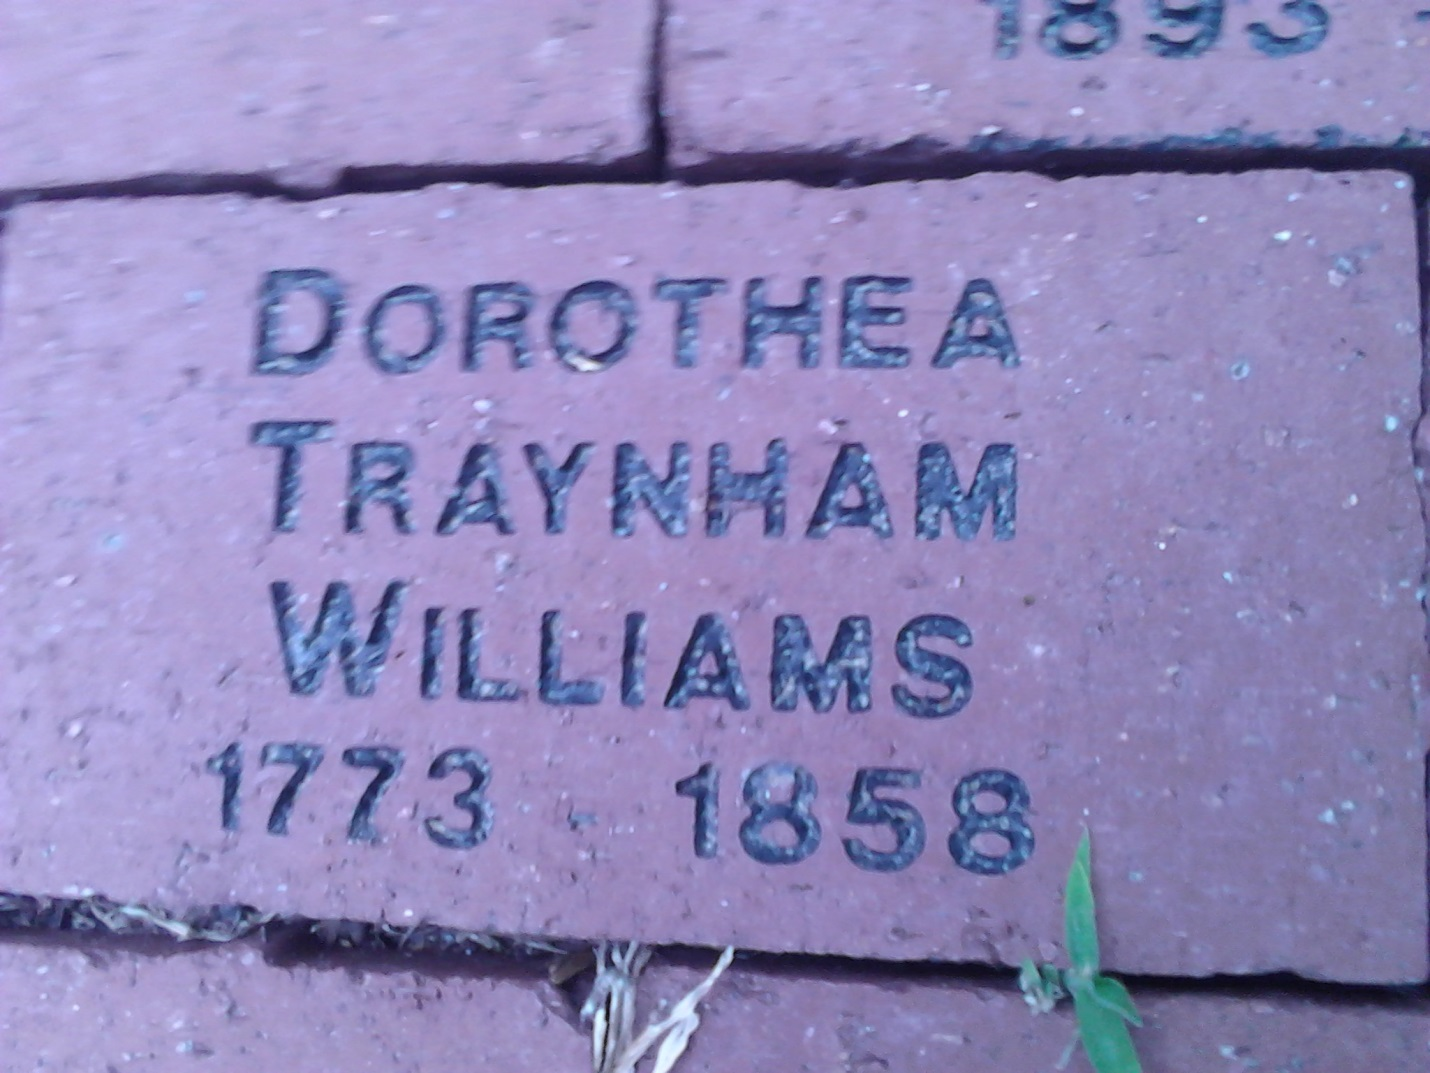 1893 -
DOROTHEA
TRAYNHAM
WILLIAMS
1773 - 1858